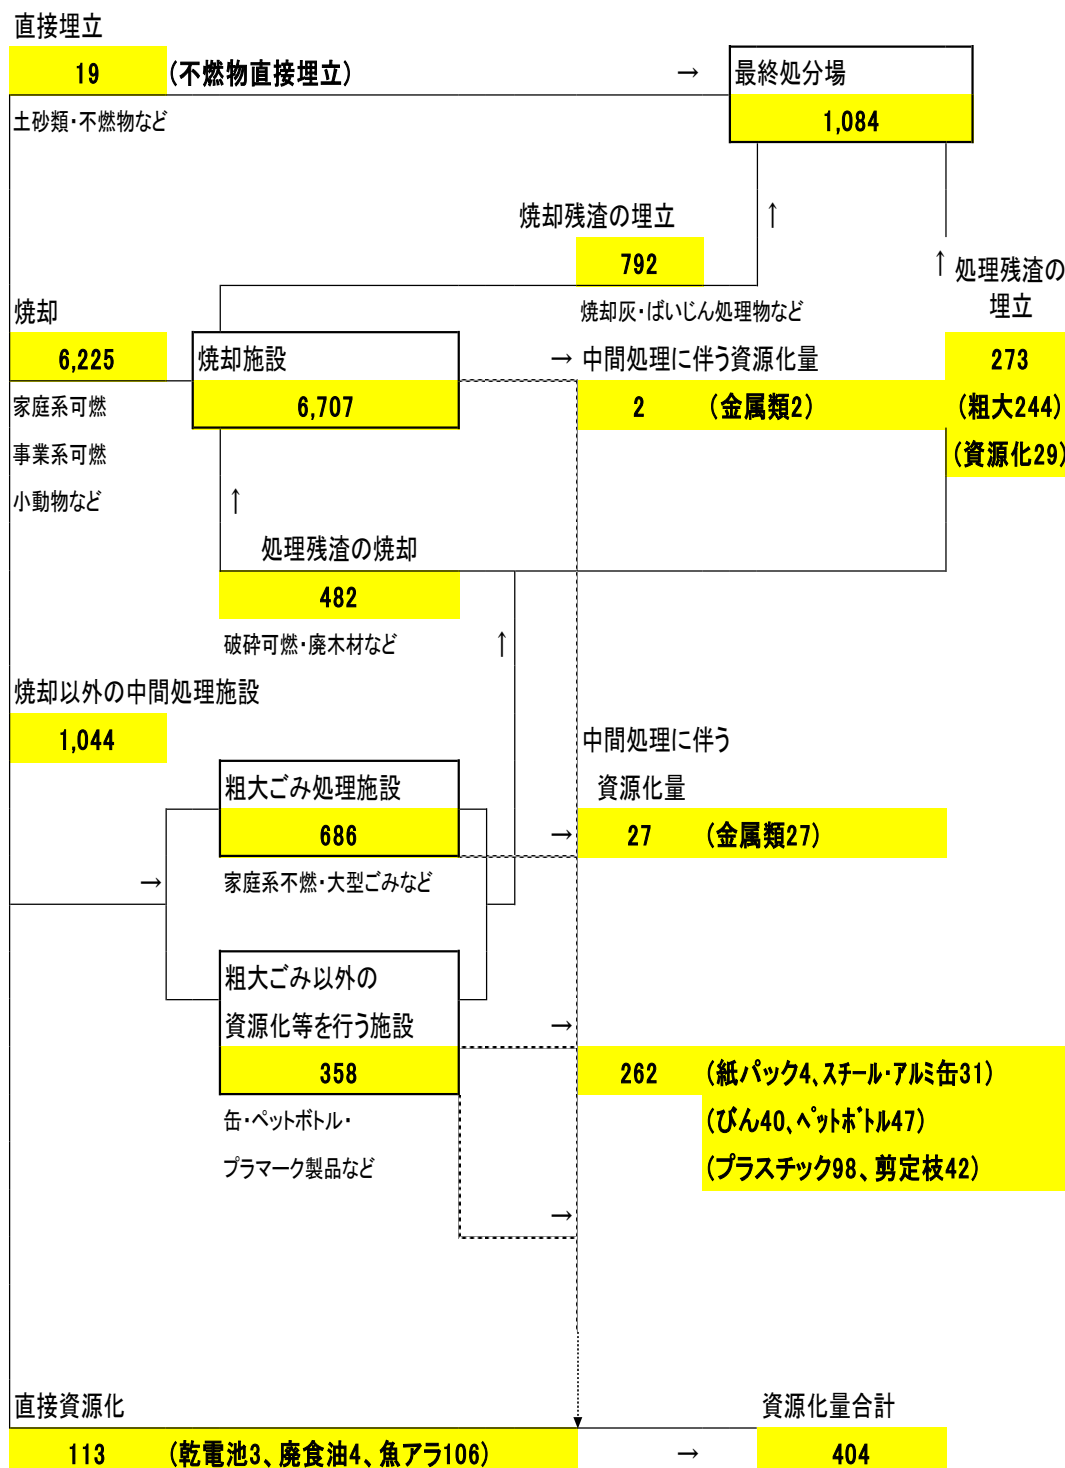 直接埋立
19 (不燃物直接埋立) → 最終処分場
土砂類・不燃物など 1,084
焼却残渣の埋立 ↑
792 ↑ 処理残渣の
埋立
焼却 焼却灰・ばいじん処理物など
6,225 焼却施設 → 中間処理に伴う資源化量 273
家庭系可燃 6,707 2 (金属類2) (粗大244)
事業系可燃 (資源化29)
小動物など ↑
処理残渣の焼却
482
破砕可燃・廃木材など ↑
焼却以外の中間処理施設
1,044 中間処理に伴う
粗大ごみ処理施設 資源化量
686 → 27 (金属類27)
→ 家庭系不燃・大型ごみなど
粗大ごみ以外の
資源化等を行う施設 →
358 262 (紙パック4、スチール・アルミ缶31)
缶・ペットボトル・ (びん40、ペットボトル47)
プラマーク製品など (プラスチック98、剪定枝42)
→
直接資源化 資源化量合計
113 (乾電池3、廃食油4、魚アラ106) → 404